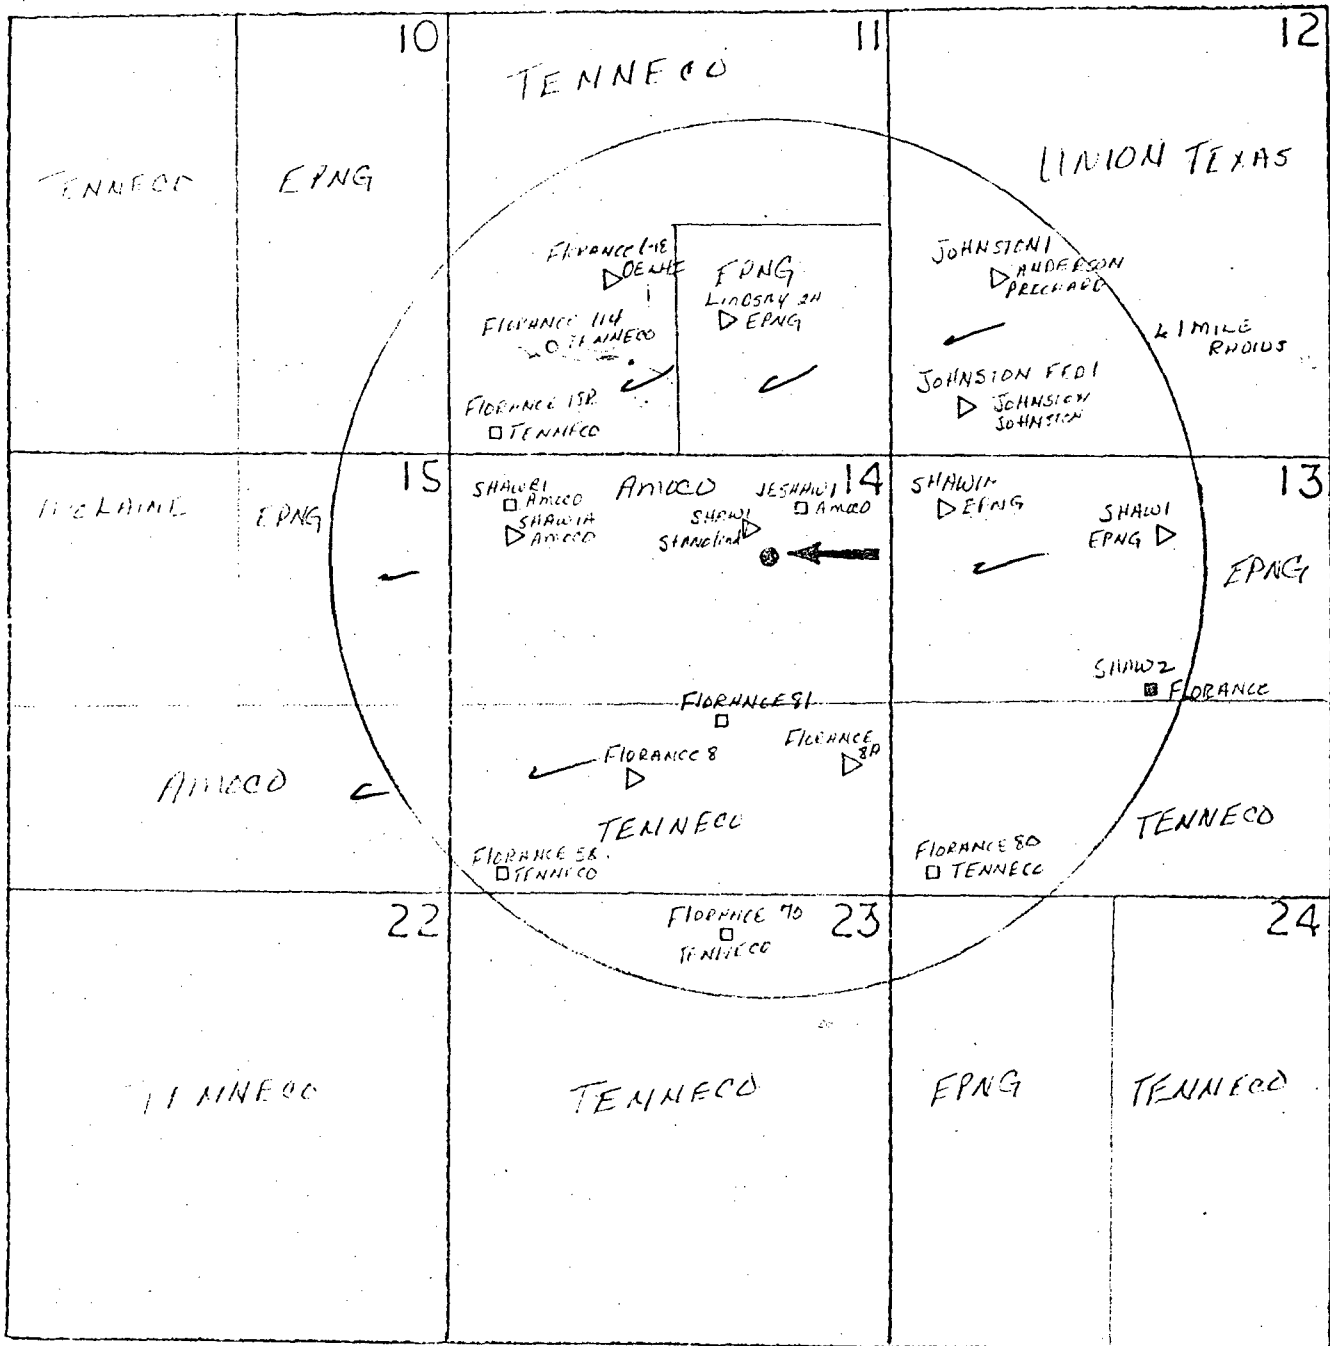 10
11
12
TENNECO
TENNECO
EPNG
UNION TEXAS
FLORANCE
EPNG
LINDSAY 2A
EPNG
JOHNSTON 1
ANDERSON
PRICHARD
FLORANCE 114
TENNECO
1 MILE
RADIUS
JOHNSTON FED 1
JOHNSTON
JOHNSTON
FLORANCE
TENNECO
15
14
13
EPNG
SHAW
AMOCO
SHAW 1A
AMOCO
AMOCO
JE SHAW 1
AMOCO
SHAW 1
STANOLIND
SHAW
EPNG
SHAW 1
EPNG
EPNG
SHAW 2
FLORANCE
AMOCO
FLORANCE 81
FLORANCE 8
FLORANCE
8A
TENNECO
FLORANCE
TENNECO
FLORANCE 80
TENNECO
TENNECO
22
23
24
FLORANCE 70
TENNECO
TENNECO
TENNECO
EPNG
TENNECO